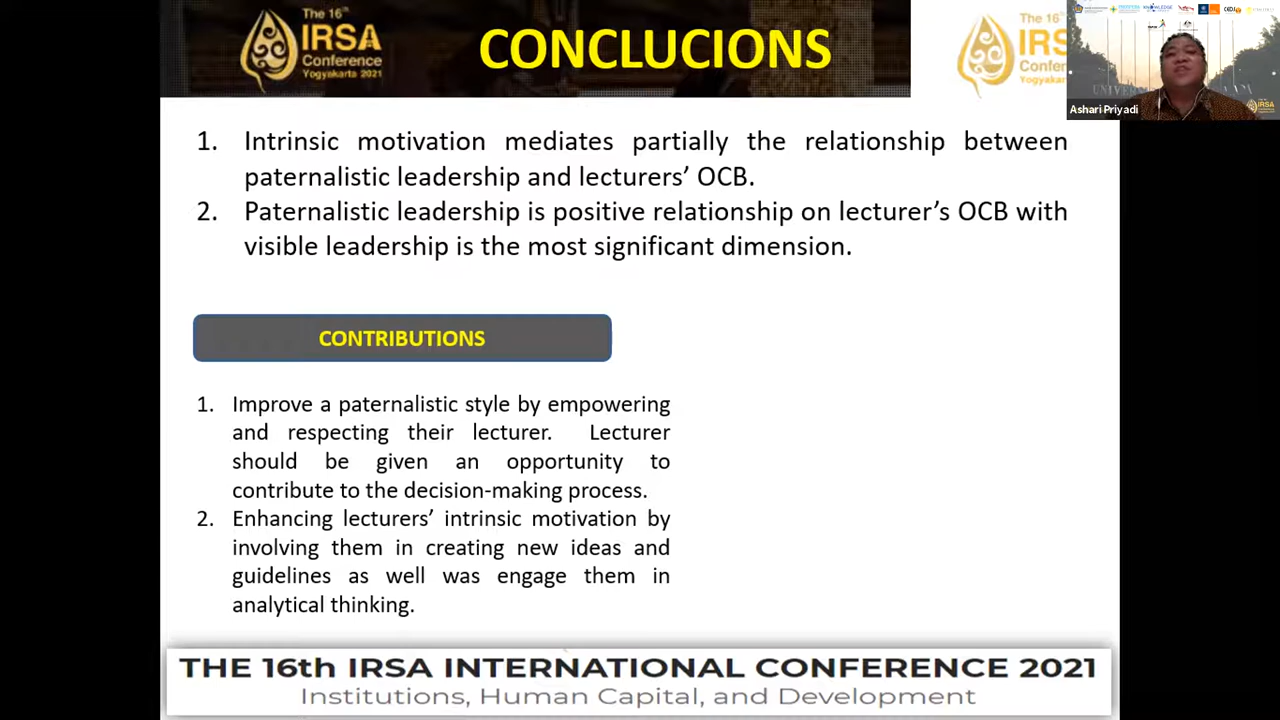 The 16th
IRSA
Conference
Yogyakarta 2021
CONCLUCIONS
The 16
IRS
Conference
Yogyakar
Ashari Priyadi
1. Intrinsic motivation mediates partially the relationship between
paternalistic leadership and lecturers’ OCB.
2. Paternalistic leadership is positive relationship on lecturer’s OCB with
visible leadership is the most significant dimension.
CONTRIBUTIONS
1. Improve a paternalistic style by empowering
and respecting their lecturer. Lecturer
should be given an opportunity to
contribute to the decision-making process.
2. Enhancing lecturers’ intrinsic motivation by
involving them in creating new ideas and
guidelines as well was engage them in
analytical thinking.
THE 16th IRSA INTERNATIONAL CONFERENCE 2021
Institutions, Human Capital, and Development